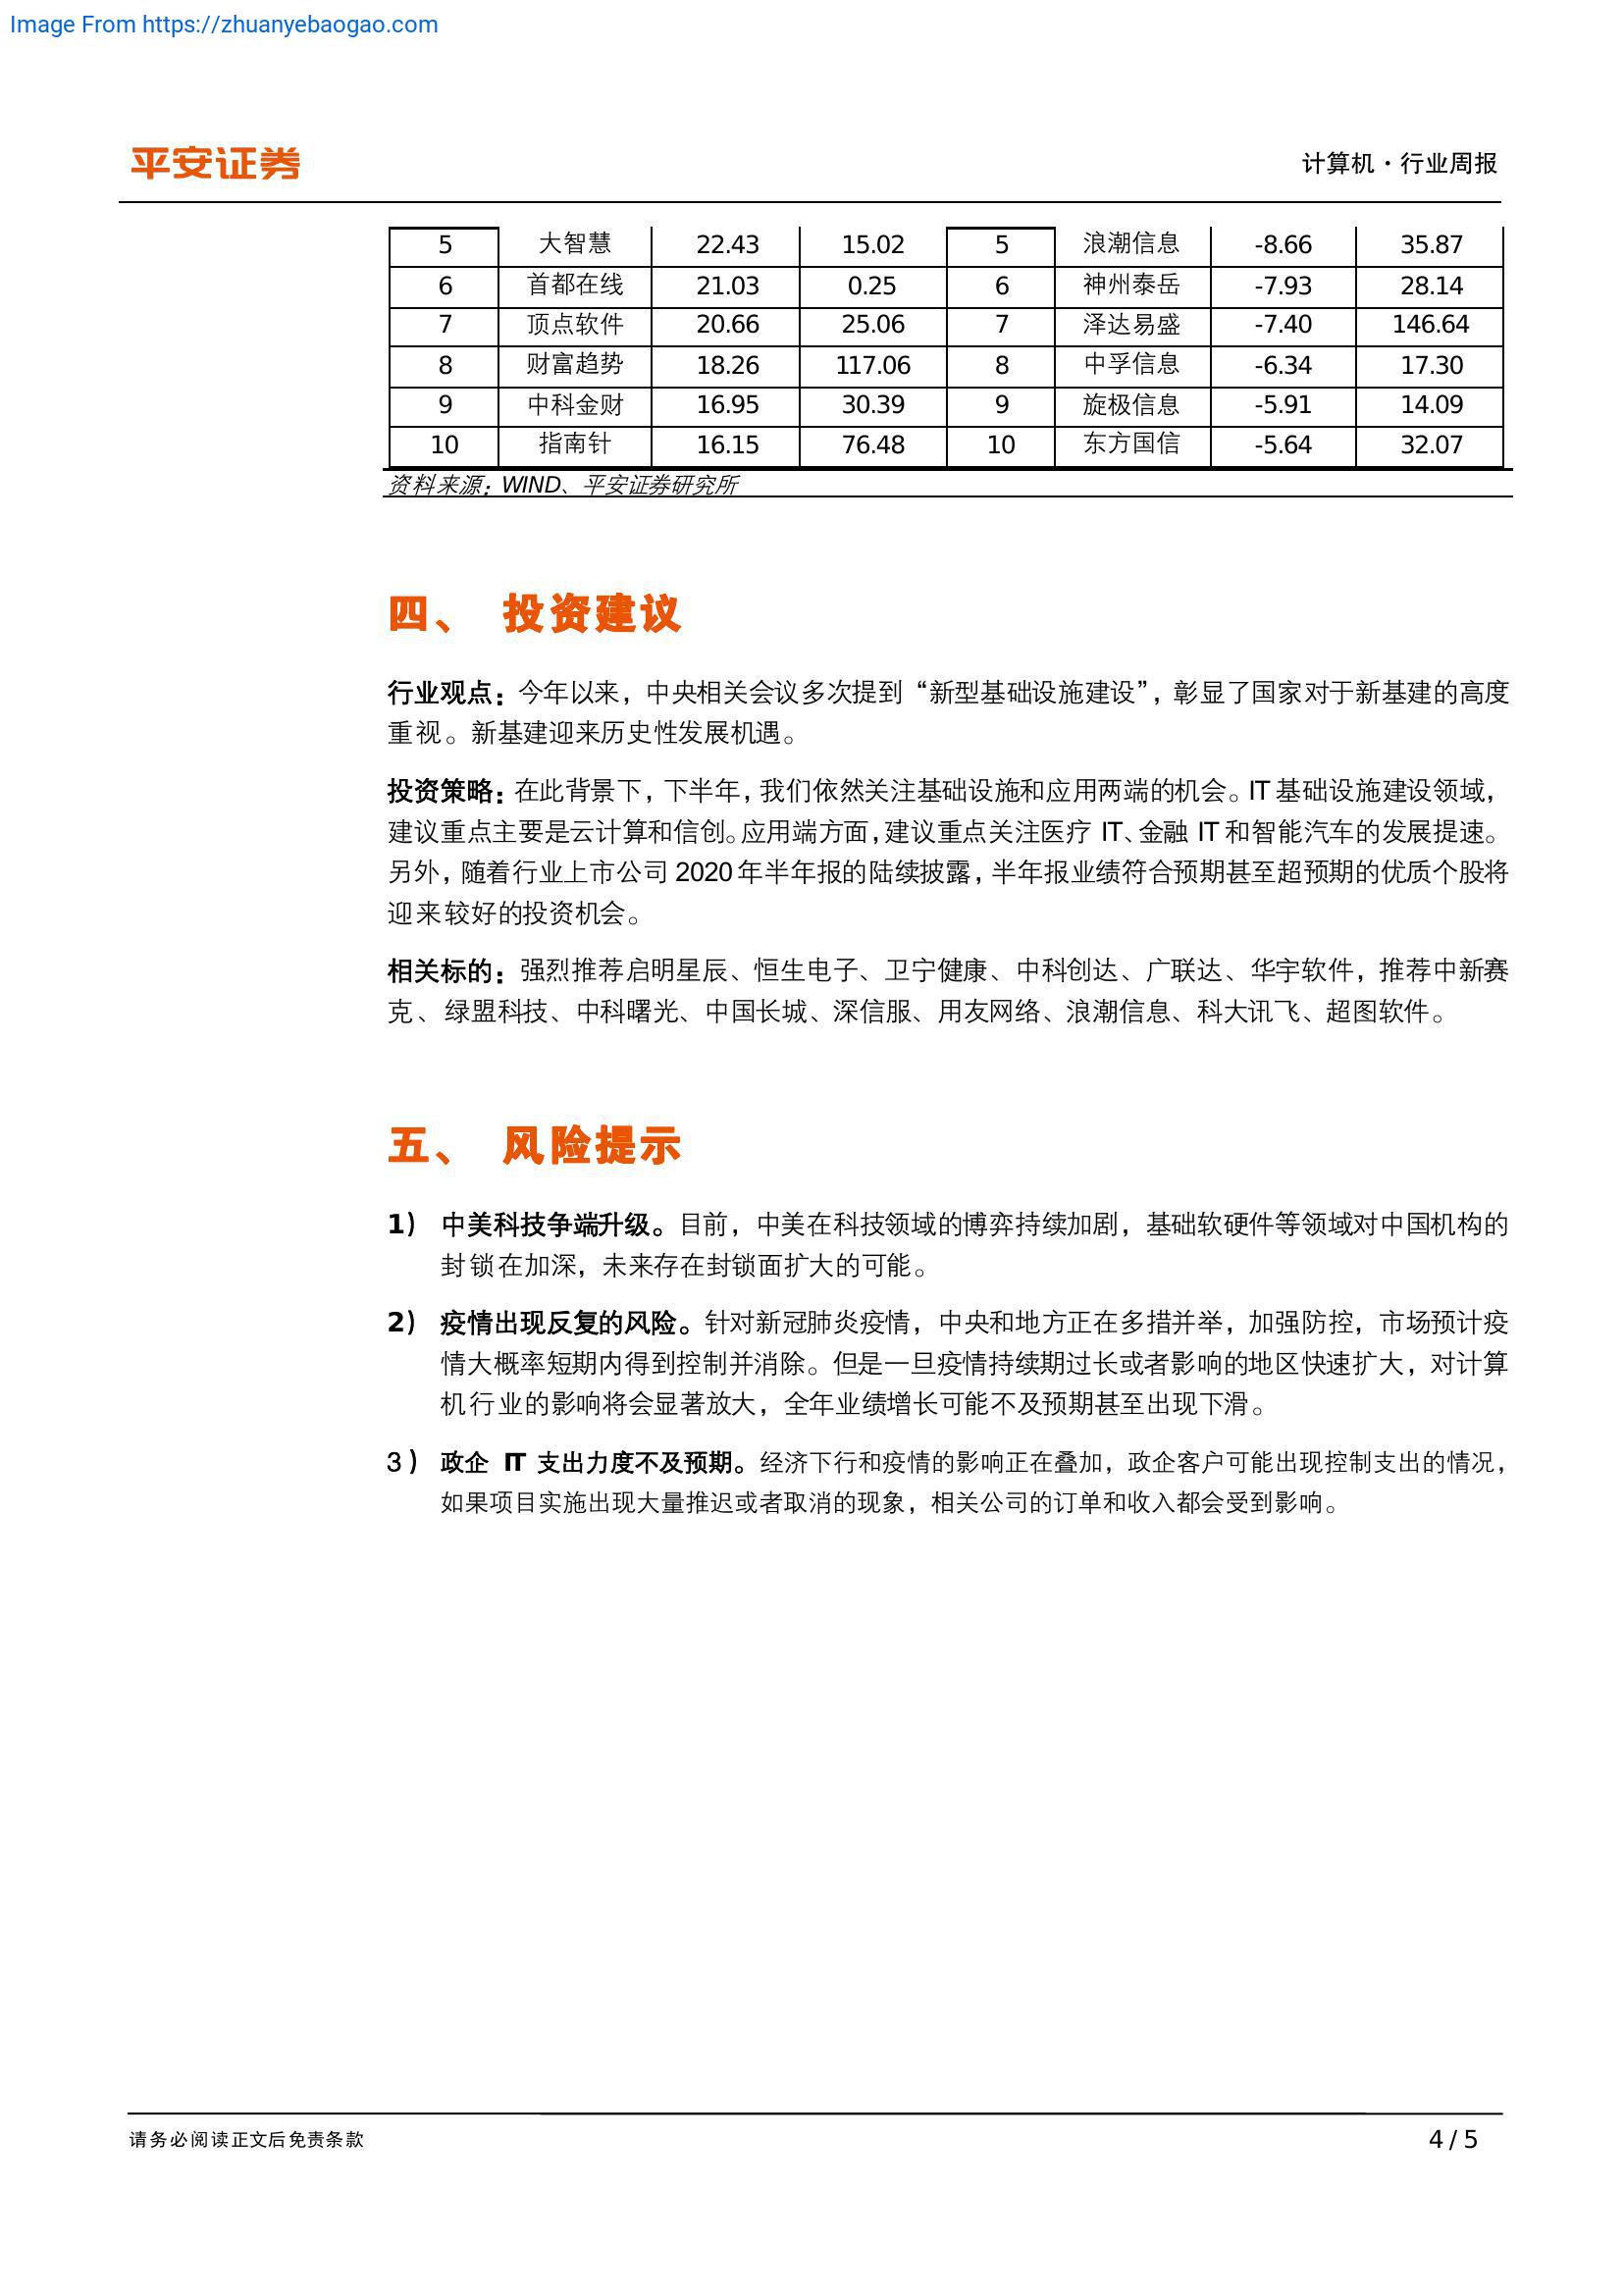 Image From https://zhuanyebaogao.com
平安证券
计算机·行业周报
5 大智慧 22.43 15.02 5 浪潮信息 -8.66 35.87
6 首都在线 21.03 0.25 6 神州泰岳 -7.93 28.14
7 顶点软件 20.66 25.06 7 泽达易盛 -7.40 146.64
8 财富趋势 18.26 117.06 8 中孚信息 -6.34 17.30
9 中科金财 16.95 30.39 9 旋极信息 -5.91 14.09
10 指南针 16.15 76.48 10 东方国信 -5.64 32.07
资料来源：WIND、平安证券研究所
四、 投资建议
行业观点：今年以来，中央相关会议多次提到“新型基础设施建设”，彰显了国家对于新基建的高度
重视。新基建迎来历史性发展机遇。
投资策略：在此背景下，下半年，我们依然关注基础设施和应用两端的机会。IT 基础设施建设领域，
建议重点主要是云计算和信创。应用端方面，建议重点关注医疗 IT、金融 IT 和智能汽车的发展提速。
另外，随着行业上市公司 2020 年半年报的陆续披露，半年报业绩符合预期甚至超预期的优质个股将
迎来较好的投资机会。
相关标的：强烈推荐启明星辰、恒生电子、卫宁健康、中科创达、广联达、华宇软件，推荐中新赛
克、绿盟科技、中科曙光、中国长城、深信服、用友网络、浪潮信息、科大讯飞、超图软件。
五、 风险提示
1） 中美科技争端升级。目前，中美在科技领域的博弈持续加剧，基础软硬件等领域对中国机构的
封锁在加深，未来存在封锁面扩大的可能。
2） 疫情出现反复的风险。针对新冠肺炎疫情，中央和地方正在多措并举，加强防控，市场预计疫
情大概率短期内得到控制并消除。但是一旦疫情持续期过长或者影响的地区快速扩大，对计算
机行业的影响将会显著放大，全年业绩增长可能不及预期甚至出现下滑。
3） 政企 IT 支出力度不及预期。经济下行和疫情的影响正在叠加，政企客户可能出现控制支出的情况，
如果项目实施出现大量推迟或者取消的现象，相关公司的订单和收入都会受到影响。
请务必阅读正文后免责条款
4 / 5